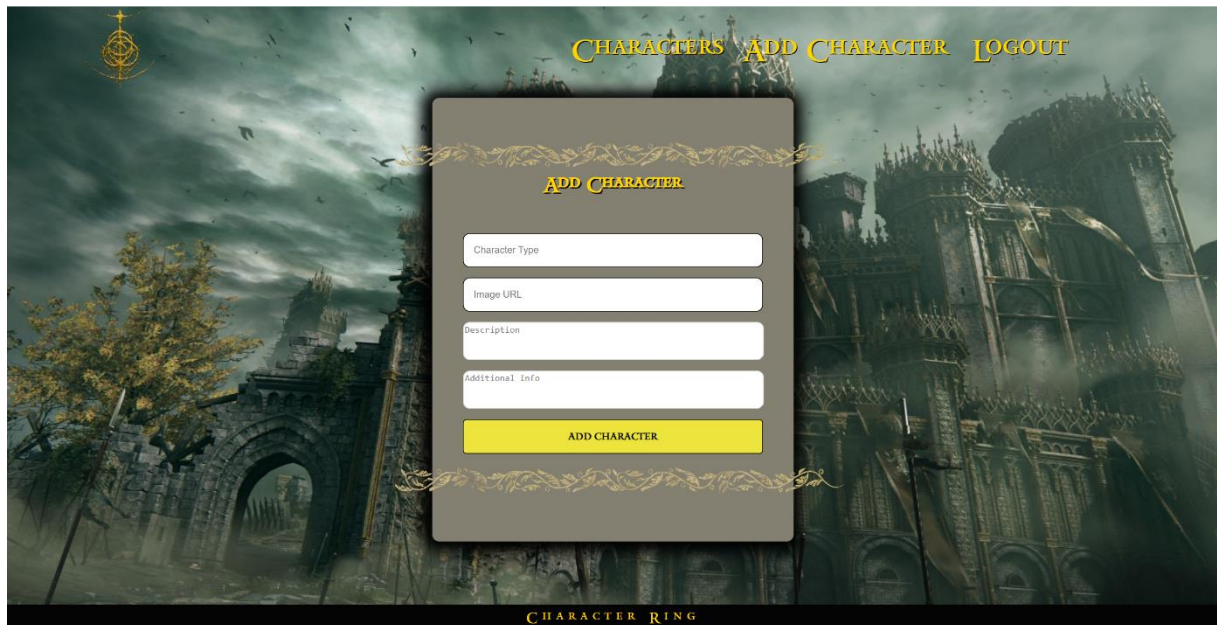 Characters Add Character Logout
Add Character
Character Type
Image URL
Description
Additional Info
ADD CHARACTER
Character Ring